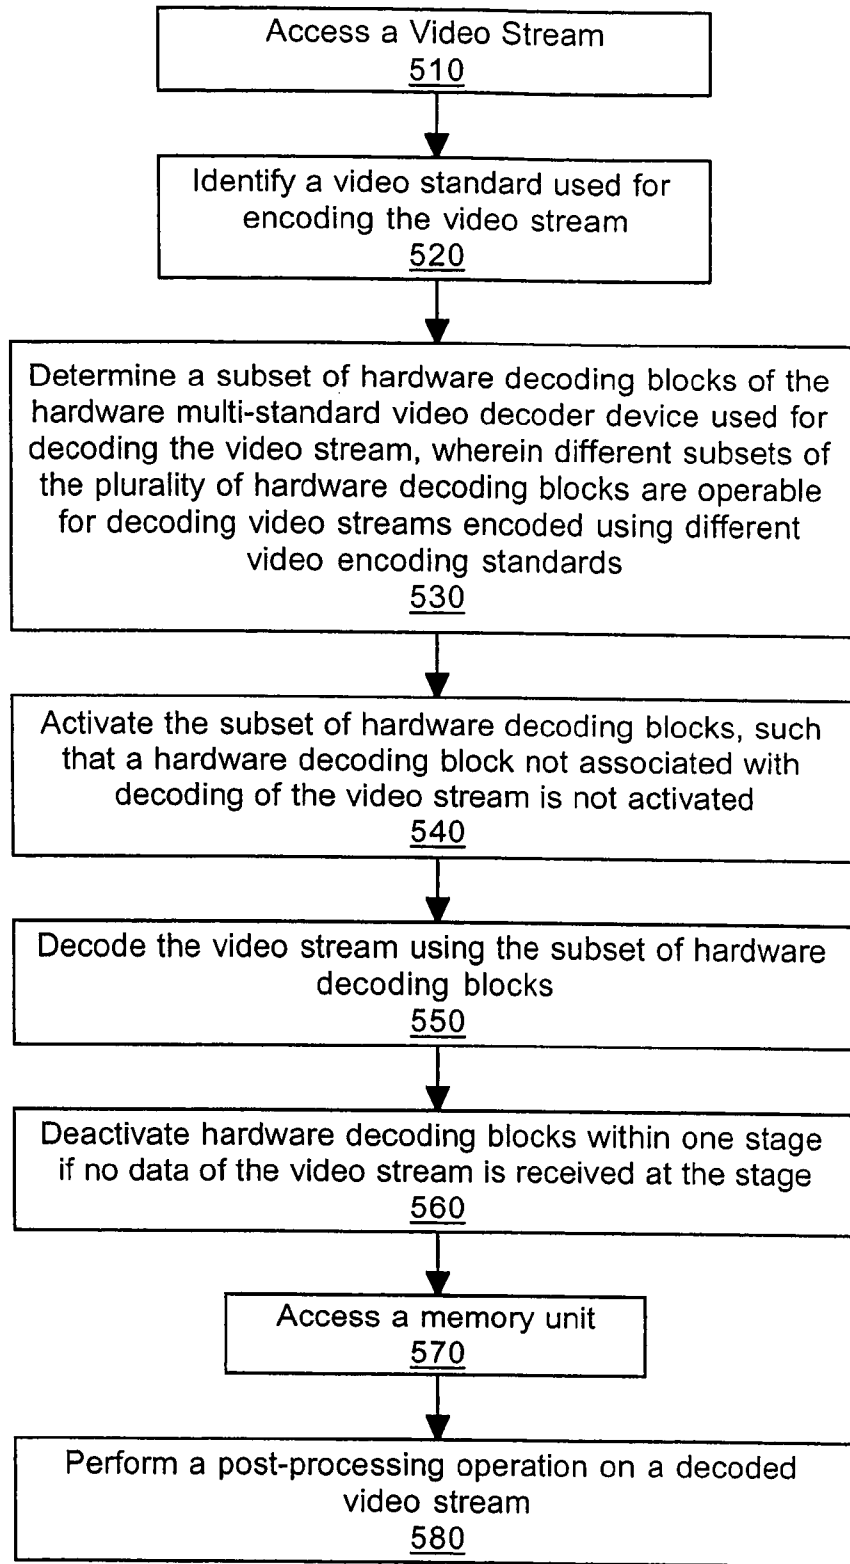 Access a Video Stream
510
Identify a video standard used for
encoding the video stream
520
Determine a subset of hardware decoding blocks of the
hardware multi-standard video decoder device used for
decoding the video stream, wherein different subsets of
the plurality of hardware decoding blocks are operable
for decoding video streams encoded using different
video encoding standards
530
Activate the subset of hardware decoding blocks, such
that a hardware decoding block not associated with
decoding of the video stream is not activated
540
Decode the video stream using the subset of hardware
decoding blocks
550
Deactivate hardware decoding blocks within one stage
if no data of the video stream is received at the stage
560
Access a memory unit
570
Perform a post-processing operation on a decoded
video stream
580